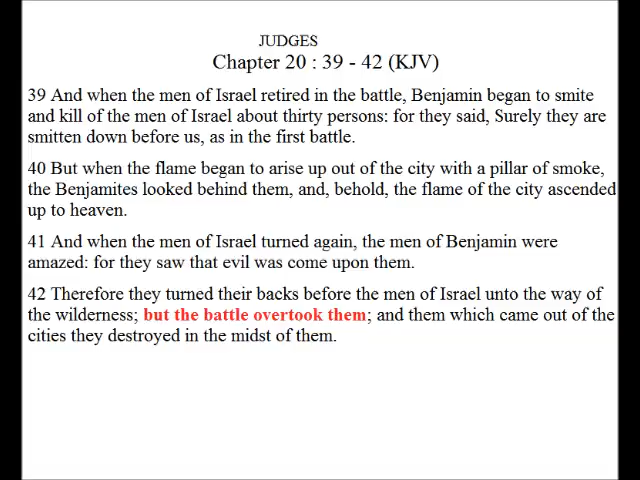 JUDGES
Chapter 20 : 39 - 42 (KJV)
39 And when the men of Israel retired in the battle, Benjamin began to smite
and kill of the men of Israel about thirty persons: for they said, Surely they are
smitten down before us, as in the first battle.
40 But when the flame began to arise up out of the city with a pillar of smoke,
the Benjamites looked behind them, and, behold, the flame of the city ascended
up to heaven.
41 And when the men of Israel turned again, the men of Benjamin were
amazed: for they saw that evil was come upon them.
42 Therefore they turned their backs before the men of Israel unto the way of
the wilderness; but the battle overtook them; and them which came out of the
cities they destroyed in the midst of them.